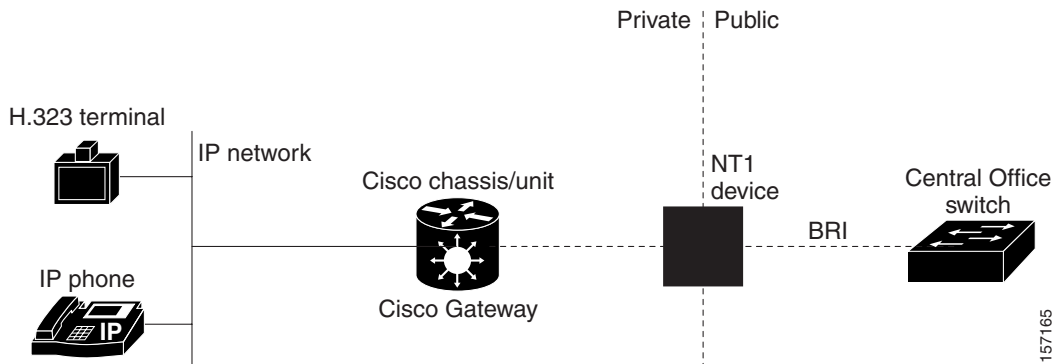 Private
Public
H.323 terminal
IP network
Cisco chassis/unit
NT1
device
Central Office
switch
BRI
IP phone
IP
Cisco Gateway
157165